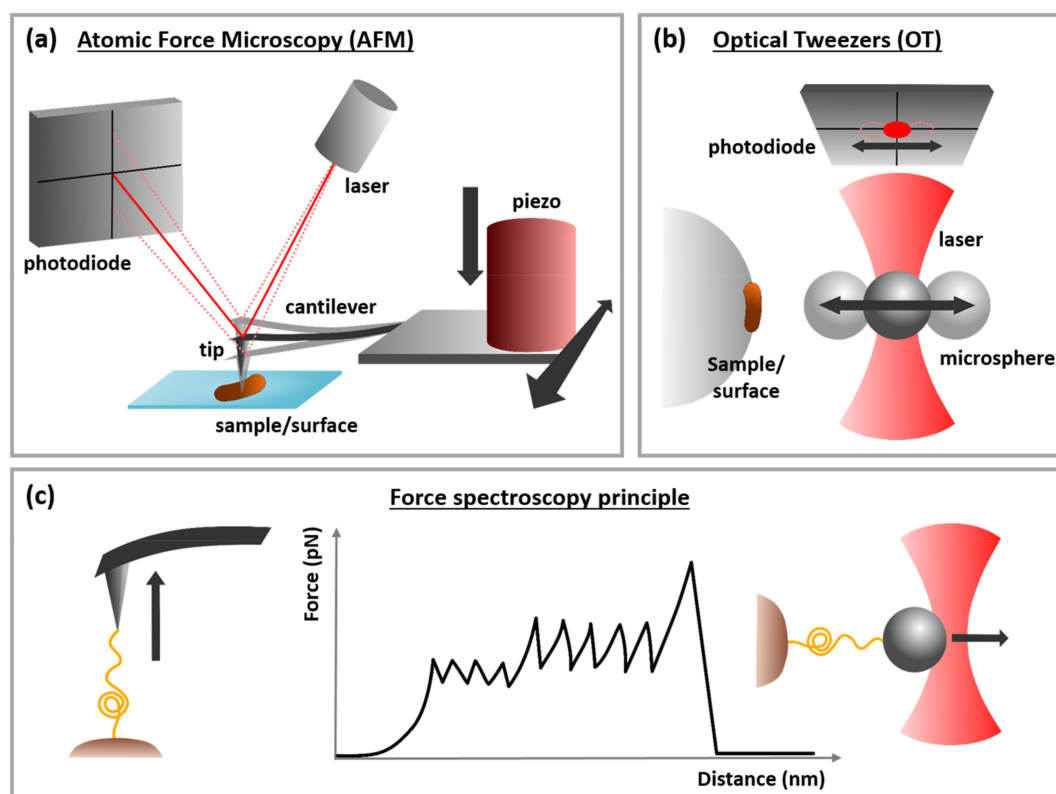 (a) Atomic Force Microscopy (AFM)
laser
piezo
photodiode
cantilever
tip
sample/surface
(b) Optical Tweezers (OT)
photodiode
laser
microsphere
Sample/
surface
(c) Force spectroscopy principle
Force (pN)
Distance (nm)